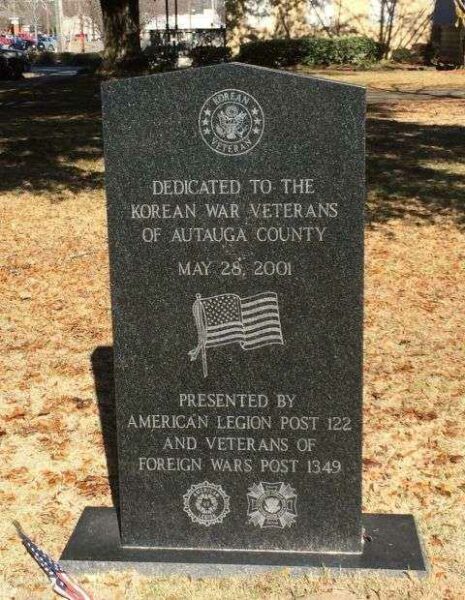 KOREAN
VETERAN
DEDICATED TO THE
KOREAN WAR VETERANS
OF AUTAUGA COUNTY
MAY 28, 2001
PRESENTED BY
AMERICAN LEGION POST 122
AND VETERANS OF
FOREIGN WARS POST 1349